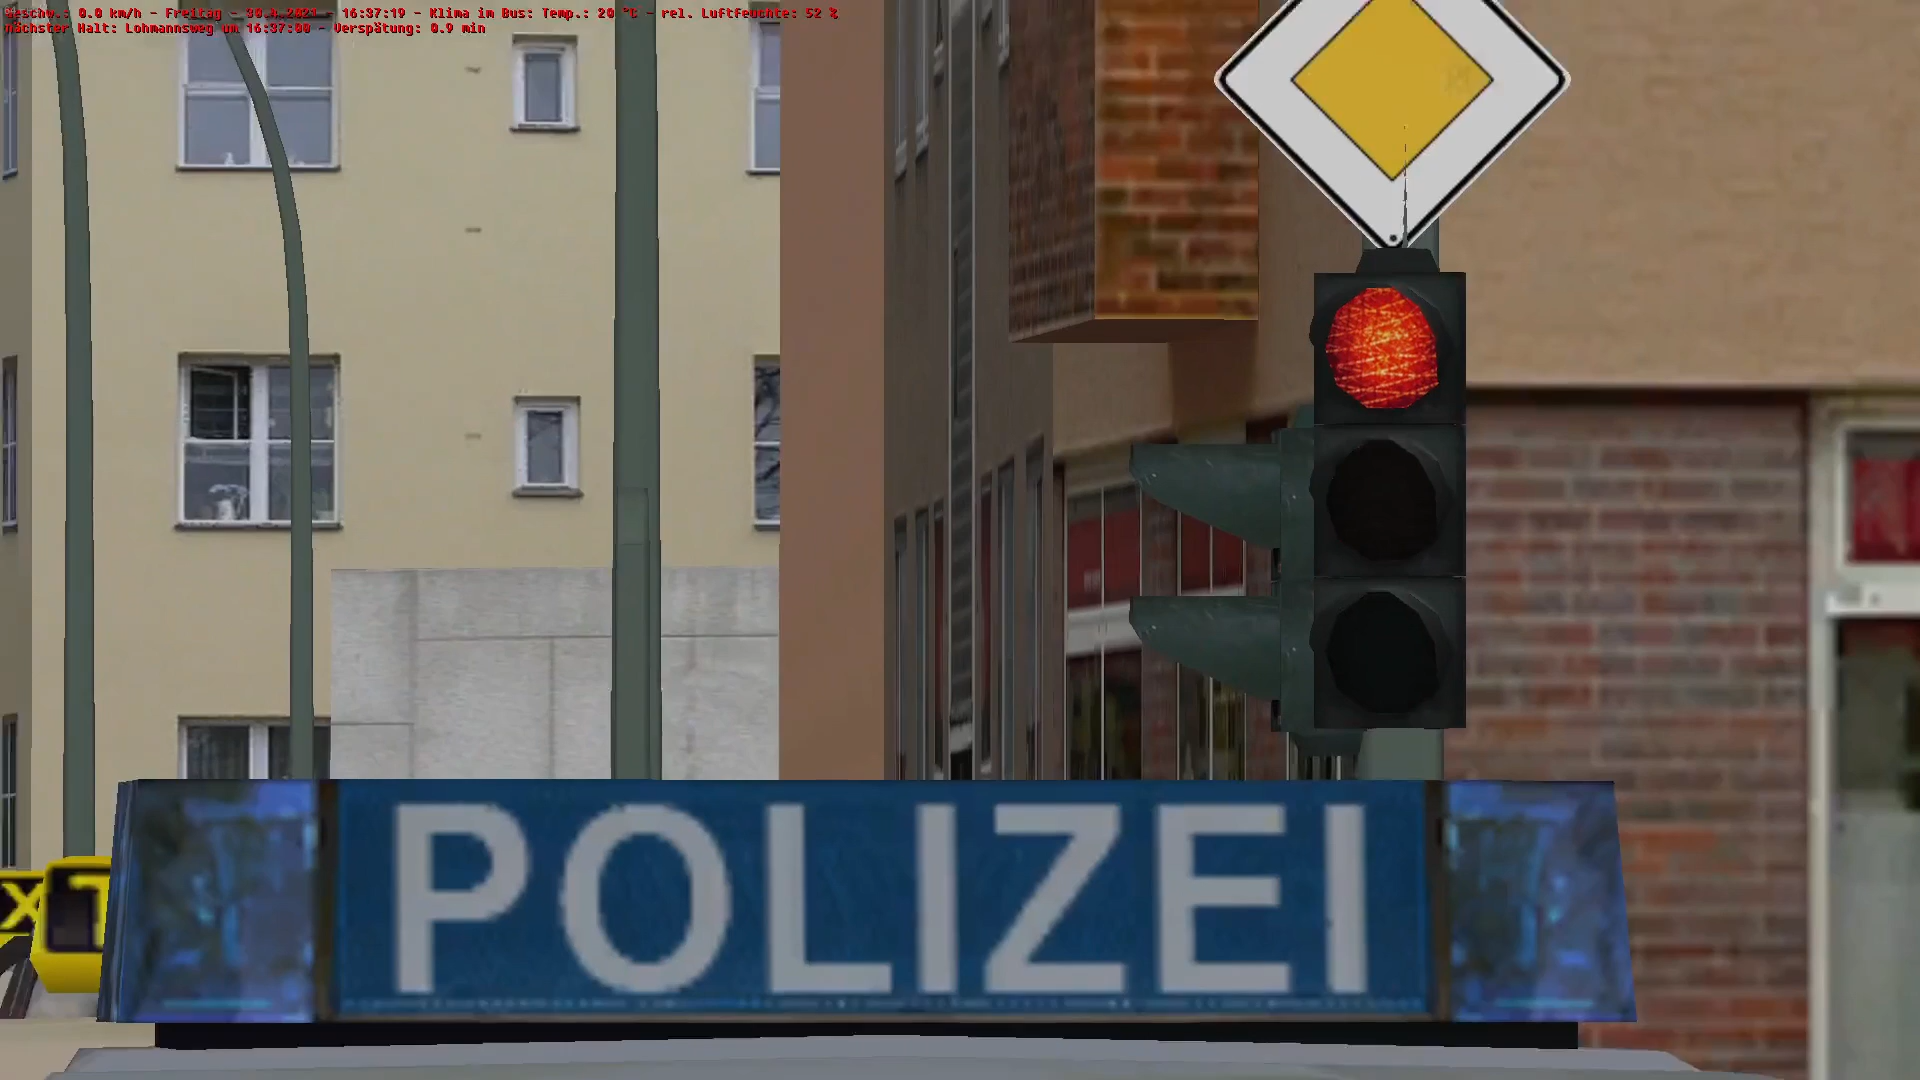 Geschw.: 0.0 km/h - Freitag - 30.4.2021 - 16:37:19 - Klima im Bus: Temp.: 20 °C - rel. Luftfeuchte: 52 %
nächster Halt: Lohmannsweg um 16:37:00 - Verspätung: 0.9 min
POLIZEI